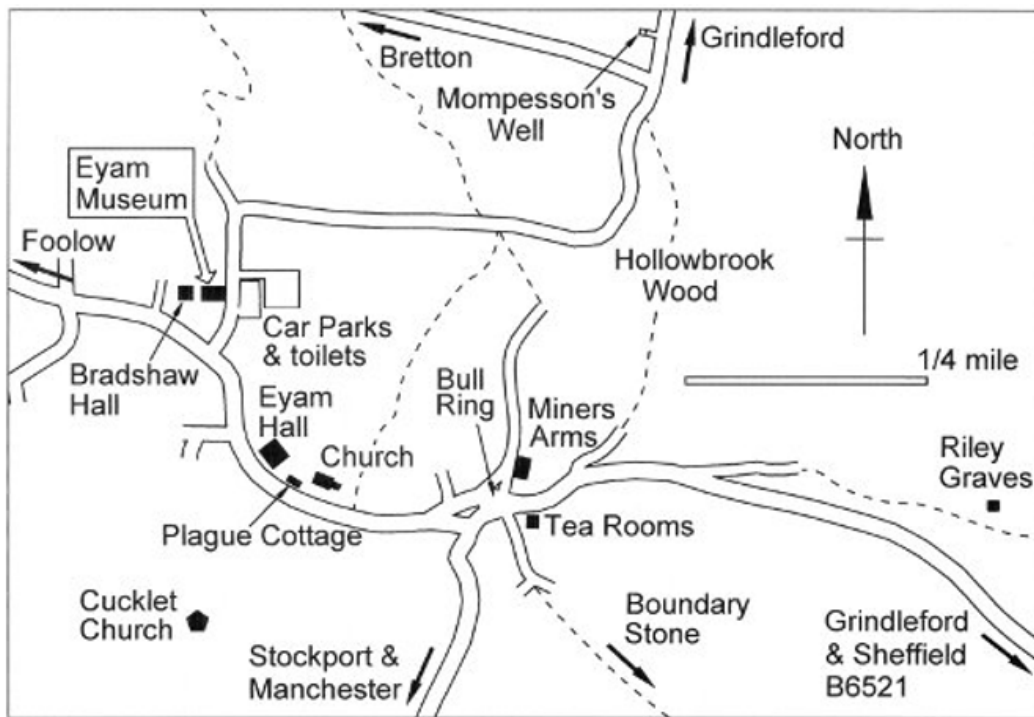 Bretton
Grindleford
Mompesson's
Well
North
Eyam
Museum
Foolow
Hollowbrook
Wood
Car Parks
& toilets
1/4 mile
Bradshaw
Hall
Bull
Ring
Eyam
Hall
Miners
Arms
Church
Riley
Graves
Plague Cottage
Tea Rooms
Cucklet
Church
Boundary
Stone
Stockport &
Manchester
Grindleford
& Sheffield
B6521